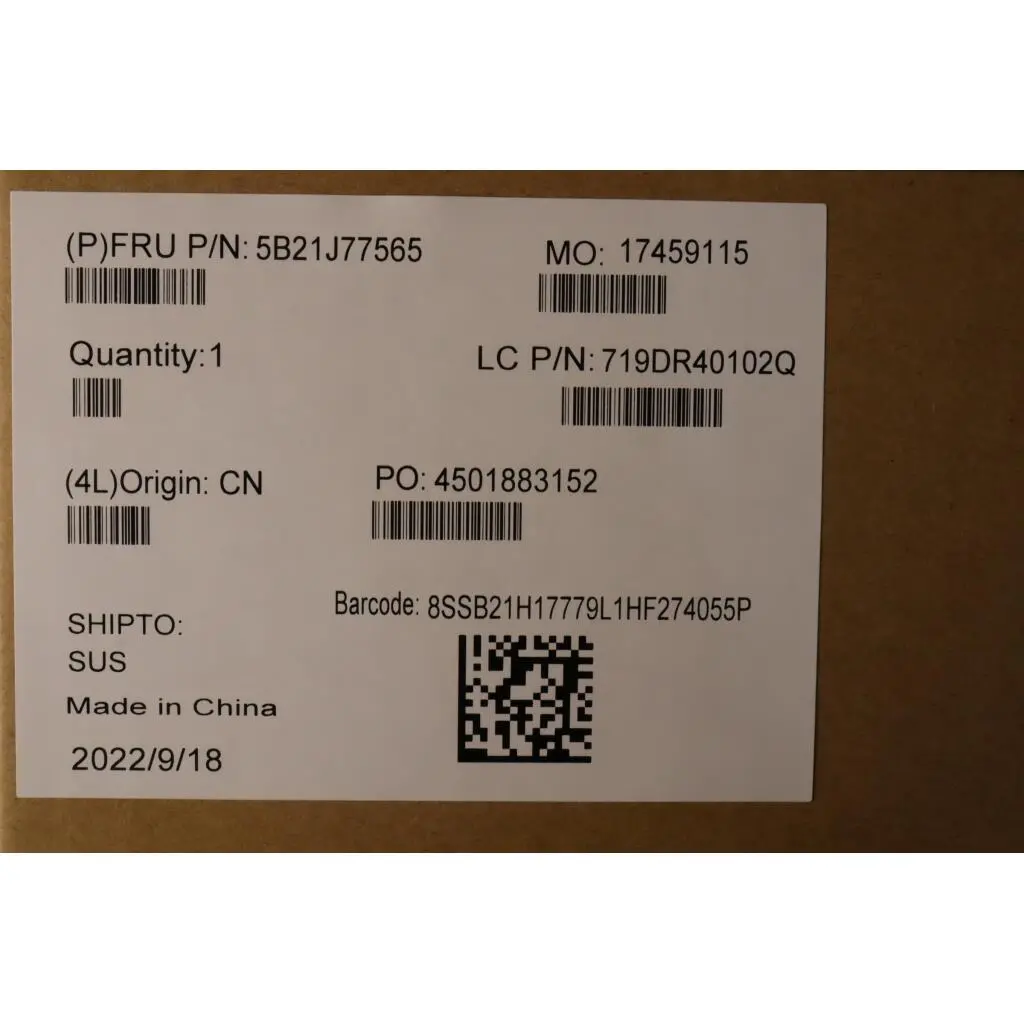 (P)FRU P/N: 5B21J77565 MO: 17459115
Quantity:1 LC P/N: 719DR40102Q
(4L)Origin: CN PO: 4501883152
Barcode: 8SSB21H17779L1HF274055P
SHIPTO:
SUS
Made in China
2022/9/18